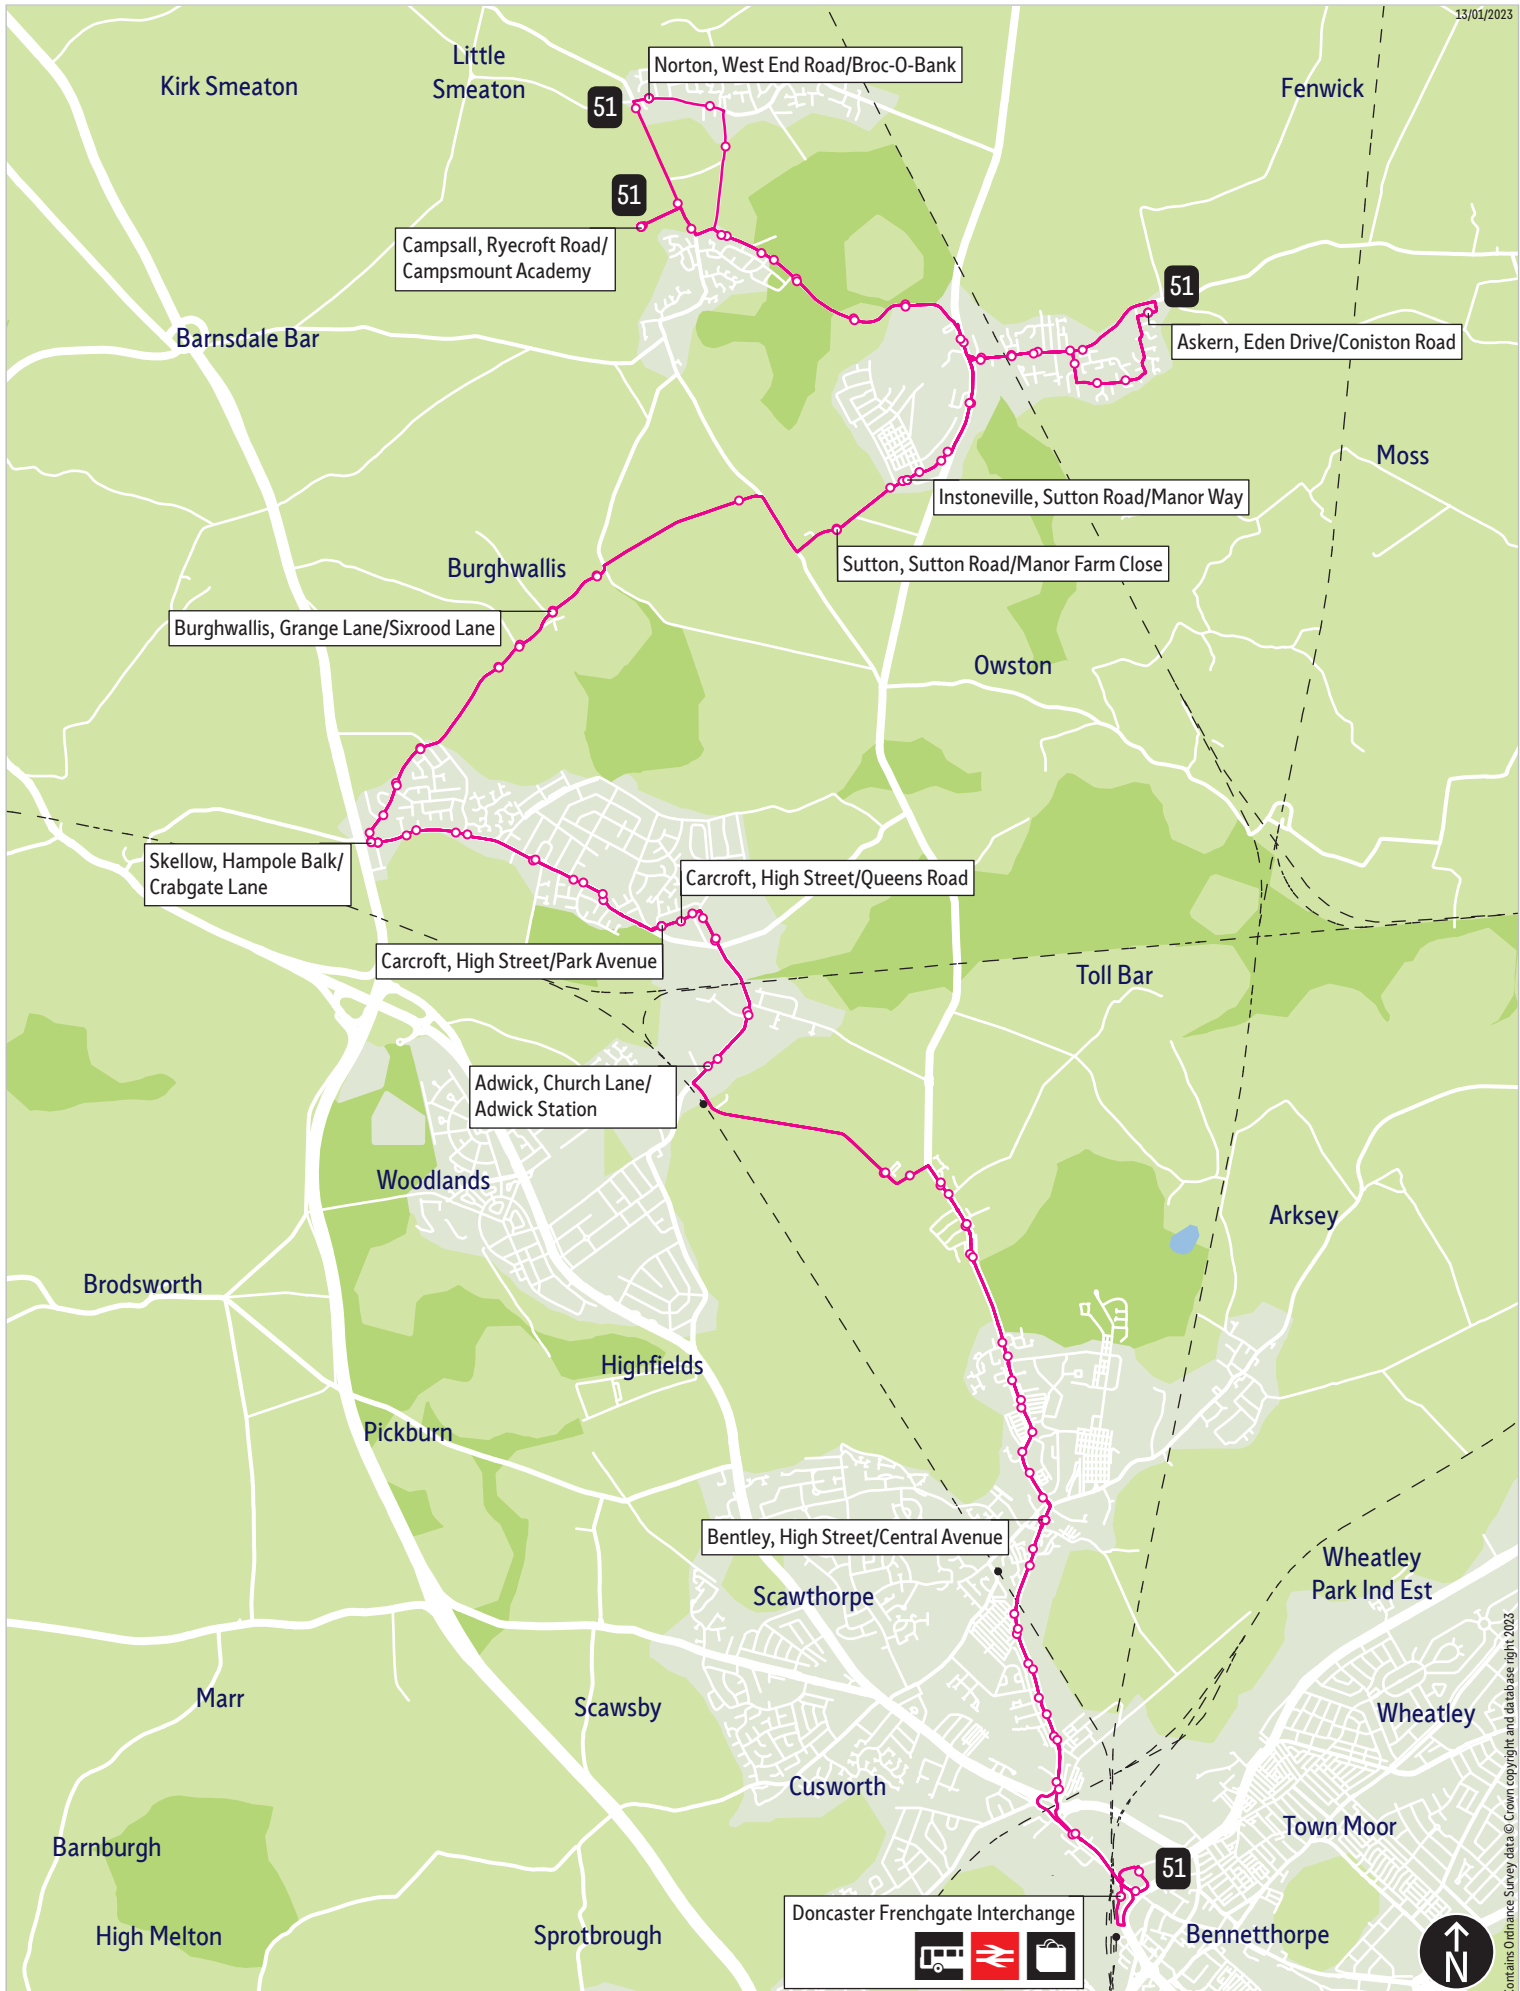 13/01/2023
Little
Smeaton
Kirk Smeaton
Norton, West End Road/Broc-O-Bank
Fenwick
51
51
Campsall, Ryecroft Road/
Campsmount Academy
51
Barnsdale Bar
Askern, Eden Drive/Coniston Road
Moss
Instoneville, Sutton Road/Manor Way
Sutton, Sutton Road/Manor Farm Close
Burghwallis
Burghwallis, Grange Lane/Sixrood Lane
Owston
Skellow, Hampole Balk/
Crabgate Lane
Carcroft, High Street/Queens Road
Carcroft, High Street/Park Avenue
Toll Bar
Adwick, Church Lane/
Adwick Station
Woodlands
Arksey
Brodsworth
Highfields
Pickburn
Bentley, High Street/Central Avenue
Wheatley
Park Ind Est
Scawthorpe
Marr
Scawsby
Wheatley
Cusworth
Town Moor
Barnburgh
51
Doncaster Frenchgate Interchange
High Melton
Sprotbrough
Bennetthorpe
N
Ordnance Survey data © Crown copyright and database right 2023